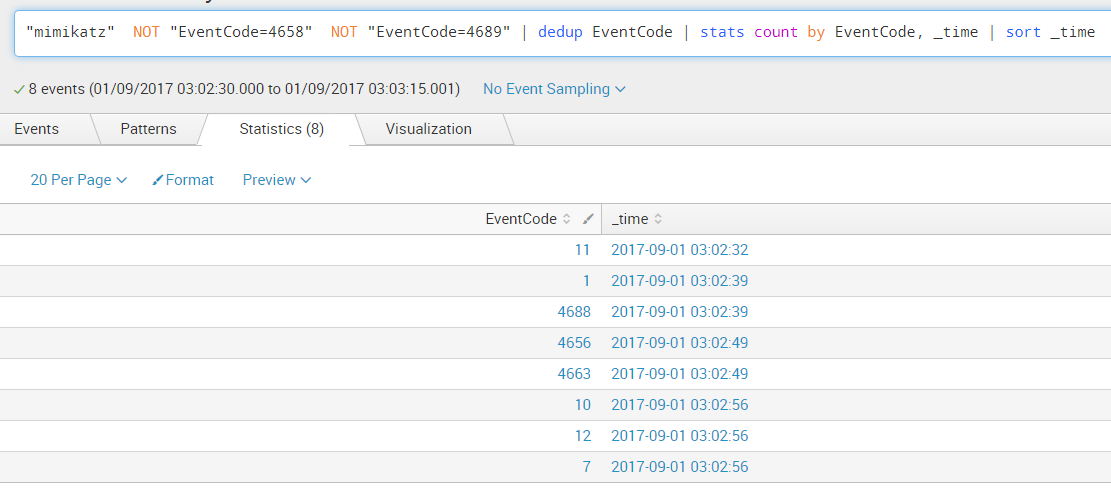 "mimikatz" NOT "EventCode=4658" NOT "EventCode=4689" | dedup EventCode | stats count by EventCode, _time | sort _time
8 events (01/09/2017 03:02:30.000 to 01/09/2017 03:03:15.001) No Event Sampling
Events Patterns Statistics (8) Visualization
20 Per Page Format Preview
EventCode _time
11 2017-09-01 03:02:32
1 2017-09-01 03:02:39
4688 2017-09-01 03:02:39
4656 2017-09-01 03:02:49
4663 2017-09-01 03:02:49
10 2017-09-01 03:02:56
12 2017-09-01 03:02:56
7 2017-09-01 03:02:56